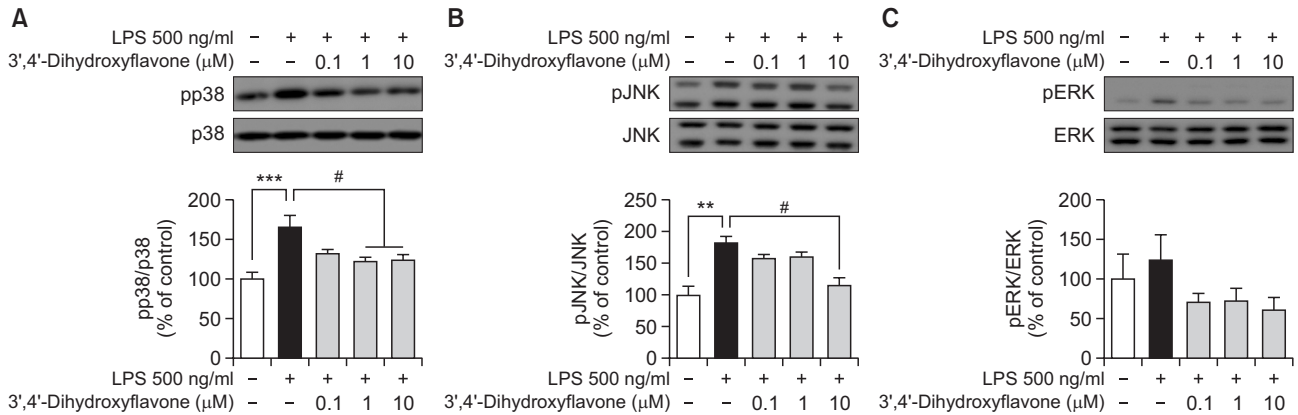 A
LPS 500 ng/ml − + + + +
3',4'-Dihydroxyflavone (μM) − − 0.1 1 10
pp38
p38
200
150
100
50
0
pp38/p38
(% of control)
***
#
LPS 500 ng/ml − + + + +
3',4'-Dihydroxyflavone (μM) − − 0.1 1 10
B
LPS 500 ng/ml − + + + +
3',4'-Dihydroxyflavone (μM) − − 0.1 1 10
pJNK
JNK
250
200
150
100
50
0
pJNK/JNK
(% of control)
**
#
LPS 500 ng/ml − + + + +
3',4'-Dihydroxyflavone (μM) − − 0.1 1 10
C
LPS 500 ng/ml − + + + +
3',4'-Dihydroxyflavone (μM) − − 0.1 1 10
pERK
ERK
200
150
100
50
0
pERK/ERK
(% of control)
LPS 500 ng/ml − + + + +
3',4'-Dihydroxyflavone (μM) − − 0.1 1 10